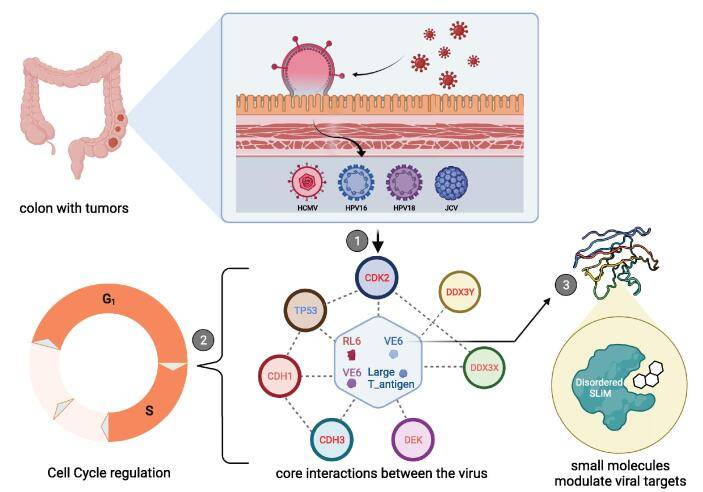 HCMV
HPV16
HPV18
JCV
colon with tumors
1
CDK2
3
DDX3Y
G1
TP53
2
RL6
VE6
DDX3X
CDH1
VE6
Large
T_antigen
Disordered
SLiM
S
CDH3
DEK
Cell Cycle regulation
core interactions between the virus
small molecules
modulate viral targets